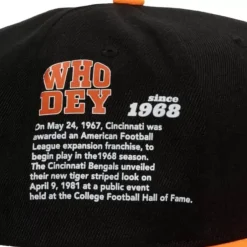 WHO
DEY
since
1968
On May 24, 1967, Cincinnati was
awarded an American Football
League expansion franchise, to
begin play in the1968 season.
The Cincinnati Bengals unveiled
their new tiger striped look on
April 9, 1981 at a public event
held at the College Football Hall of Fame.